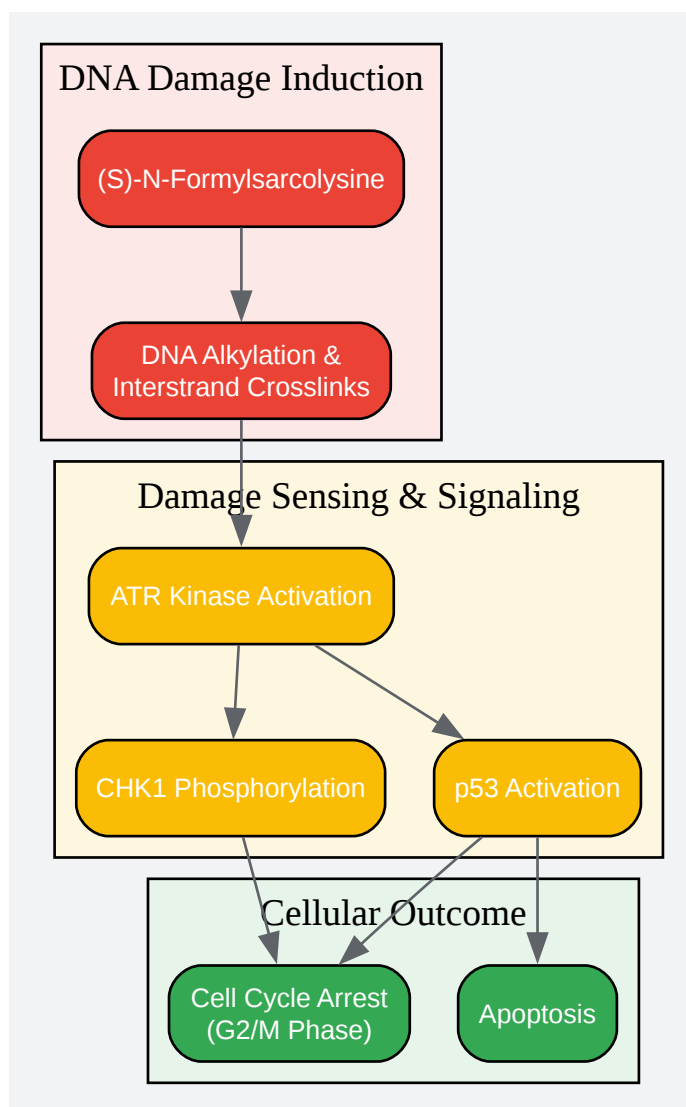 DNA Damage Induction
(S)-N-Formylsarcolysine
DNA Alkylation &
Interstrand Crosslinks
Damage Sensing & Signaling
ATR Kinase Activation
CHK1 Phosphorylation
p53 Activation
Cellular Outcome
Cell Cycle Arrest
(G2/M Phase)
Apoptosis